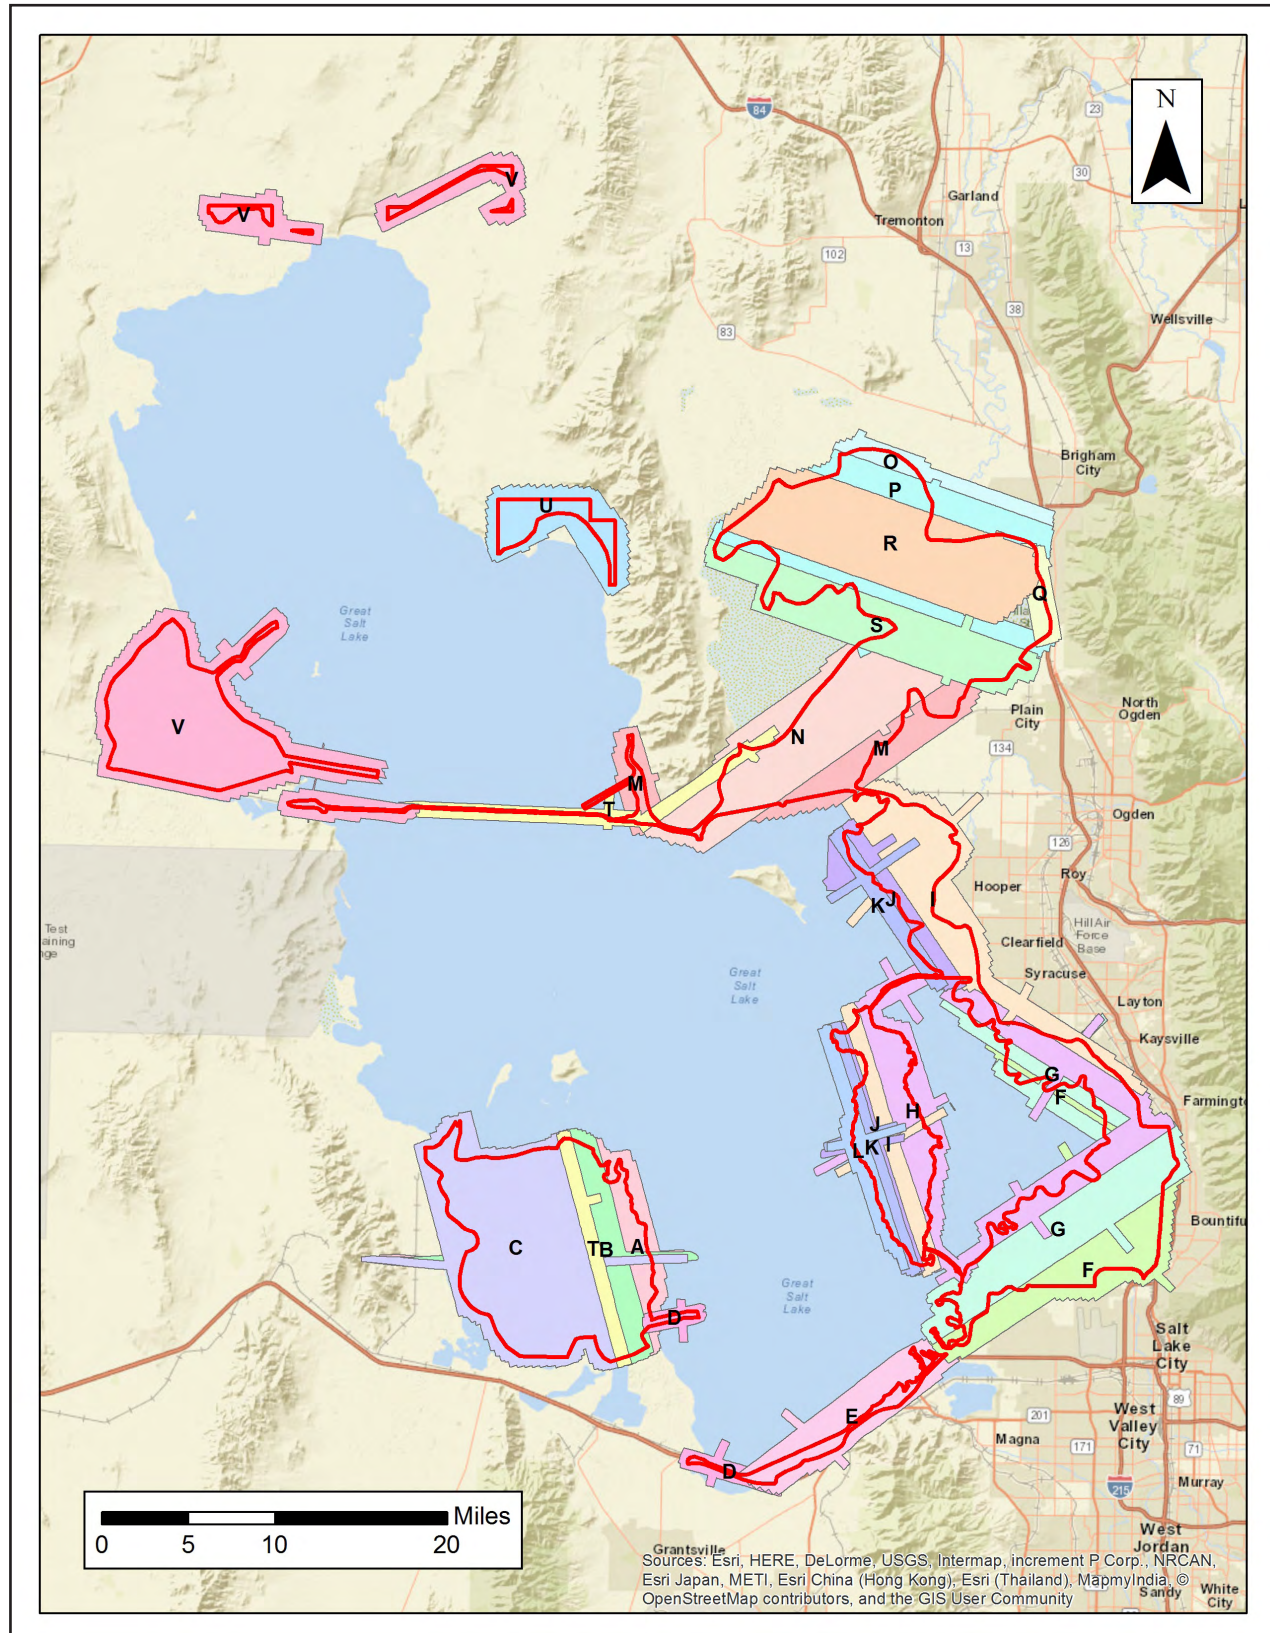 N
84
23
30
Garland
Tremonton
13
102
38
83
Wellsville
V
V
Brigham
City
O
P
U
R
Q
Great
Salt
Lake
S
V
N
M
M
T
Plain
City
North
Ogden
134
Ogden
126
Roy
Hooper
K
J
I
Hill Air
Force
Base
Clearfield
Syracuse
Test
aining
nge
Great
Salt
Lake
Layton
Kaysville
G
F
Farmingt
H
J
L
K
I
C
T
B
A
G
F
Bountifu
Great
Salt
Lake
D
Salt
Lake
City
E
D
201
West
Valley
City
89
Magna
171
71
215
Murray
Miles
0
5
10
20
West
Jordan
Grantsville
Sources: Esri, HERE, DeLorme, USGS, Intermap, increment P Corp., NRCAN,
Esri Japan, METI, Esri China (Hong Kong), Esri (Thailand), MapmyIndia, ©
OpenStreetMap contributors, and the GIS User Community
Sandy
White
City